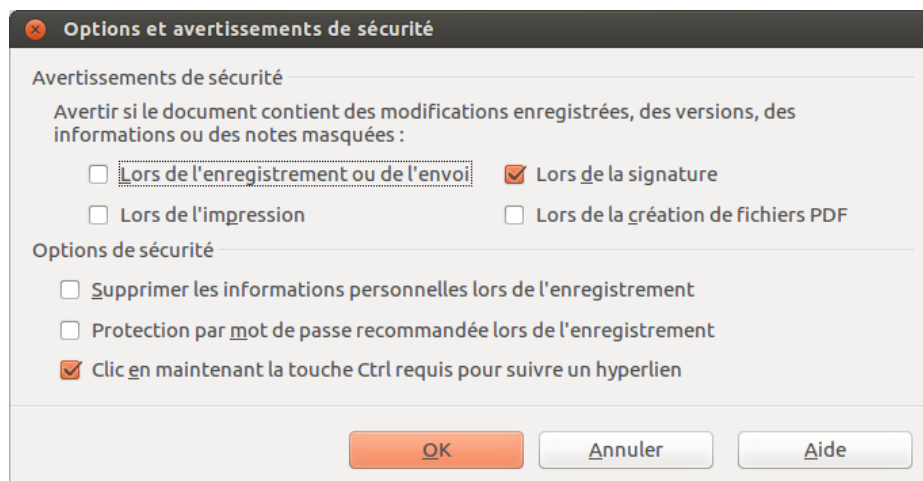 Options et avertissements de sécurité
Avertissements de sécurité
Avertir si le document contient des modifications enregistrées, des versions, des
informations ou des notes masquées :
Lors de l'enregistrement ou de l'envoi
Lors de la signature
Lors de l'impression
Lors de la création de fichiers PDF
Options de sécurité
Supprimer les informations personnelles lors de l'enregistrement
Protection par mot de passe recommandée lors de l'enregistrement
Clic en maintenant la touche Ctrl requis pour suivre un hyperlien
OK
Annuler
Aide